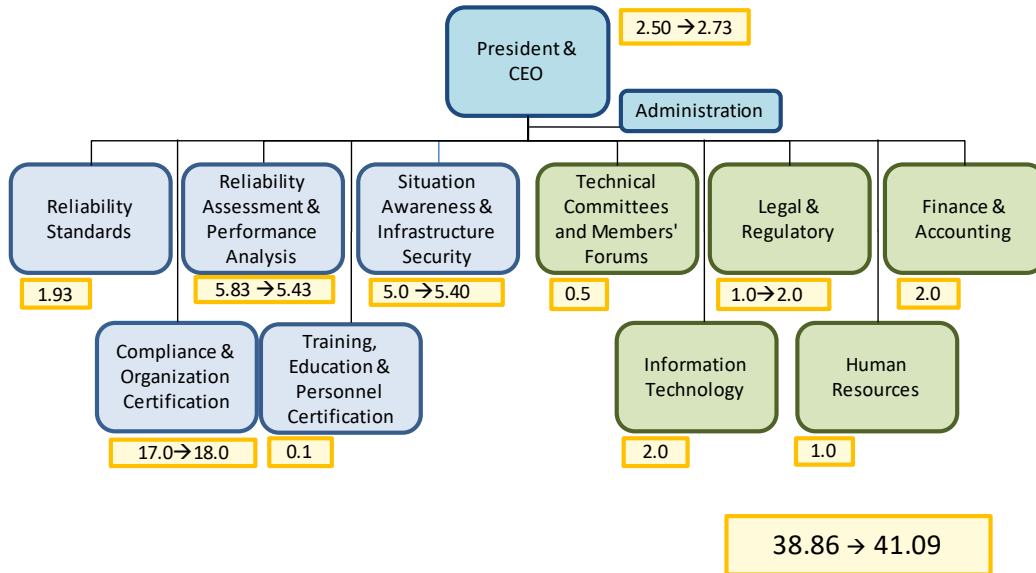 2.50 → 2.73
President &
CEO
Administration
Reliability
Standards
Reliability
Assessment &
Performance
Analysis
Situation
Awareness &
Infrastructure
Security
Technical
Committees
and Members'
Forums
Legal &
Regulatory
Finance &
Accounting
1.93
5.83 → 5.43
5.0 → 5.40
0.5
1.0→2.0
2.0
Compliance &
Organization
Certification
Training,
Education &
Personnel
Certification
Information
Technology
Human
Resources
17.0→18.0
0.1
2.0
1.0
38.86 → 41.09